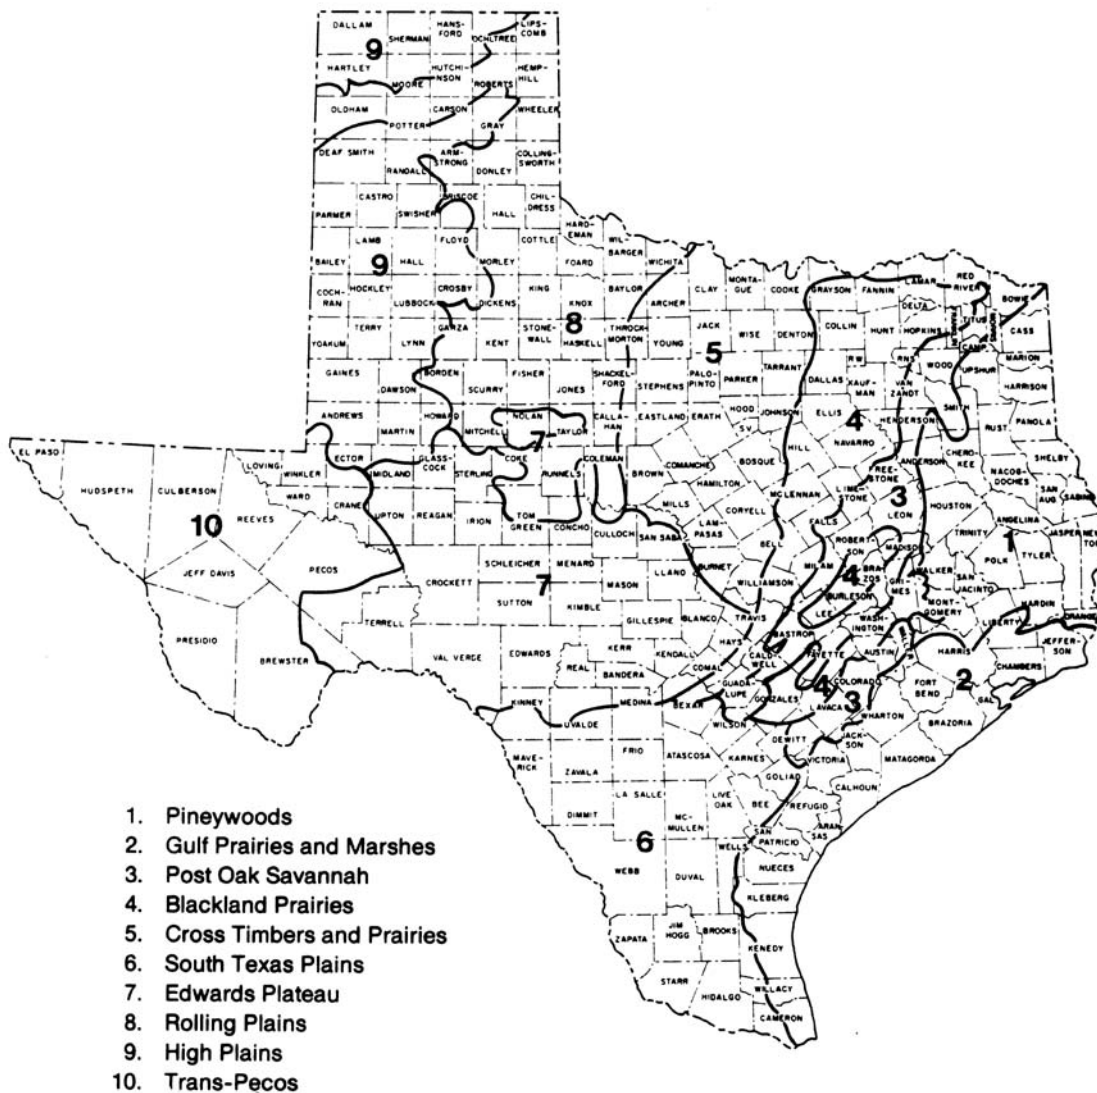 DALLAM
SHERMAN
HANS-
FORD
OCHLTREE
LIPS-
COMB
9
HARTLEY
MOORE
HUTCHI-
NSON
ROBERTS
HEMP-
HILL
OLDHAM
POTTER
CARSON
GRAY
WHEELER
DEAF SMITH
RANDALL
ARM-
STRONG
DONLEY
COLLING-
SWORTH
PARMER
CASTRO
SWISHER
BRISCOE
HALL
CHIL-
DRESS
BAILEY
LAMB
HALL
FLOYD
MORLEY
COTTLE
HARD-
EMAN
FOARD
WIL-
BARGER
WICHITA
9
COCH-
RAN
HOCKLEY
LUBBOCK
CROSBY
DICKENS
KING
KNOX
BAYLOR
ARCHER
CLAY
MONTA-
GUE
COOKE
GRAYSON
FANNIN
LAMAR
RED
RIVER
BOWIE
DELTA
YOAKUM
TERRY
LYNN
GARZA
KENT
STONE-
WALL
8
HASKELL
THROCK-
MORTON
YOUNG
JACK
5
WISE
DENTON
COLLIN
HUNT
HOPKINS
TITUS
MORRIS
CASS
CAMP
GAINES
DAWSON
BORDEN
SCURRY
FISHER
JONES
SHACKEL-
FORD
STEPHENS
PALO-
PINTO
PARKER
TARRANT
DALLAS
R.W.
KAUF-
MAN
RNS
VAN
ZANDT
WOOD
UPSHUR
MARION
HARRISON
ANDREWS
MARTIN
HOWARD
MITCHELL
NOLAN
TAYLOR
7
CALLA-
HAN
EASTLAND
ERATH
HOOD
S.V.
JOHNSON
ELLIS
4
NAVARRO
HENDERSON
SMITH
RUST
PANOLA
EL PASO
HUDSPETH
CULBERSON
10
REEVES
LOVING
WINKLER
WARD
ECTOR
CRANE
MIDLAND
UPTON
GLASS-
COCK
REAGAN
STERLING
IRION
COKE
TOM
GREEN
RUNNELS
CONCHO
COLEMAN
BROWN
COMANCHE
HAMILTON
BOSQUE
HILL
MILLS
LAM-
PASAS
CORYELL
MCLENNAN
LIME-
STONE
FREE-
STONE
ANDERSON
CHERO-
KEE
NACOG-
DOCHES
SHELBY
SAN
AUG.
SABINE
3
LEON
HOUSTON
ANGELINA
TRINITY
1
POLK
TYLER
JASPER
NEW
TON
JEFF DAVIS
PECOS
CROCKETT
SCHLEICHER
MENARD
CULLOCH
SAN SABA
BURNET
BELL
FALLS
ROBERT-
SON
MADISON
WALKER
SAN
JACINTO
WILLIAMSON
MILAM
4
BRA-
ZOS
GRI-
MES
BURLESON
MONT-
GOMERY
LIBERTY
HARDIN
ORANGE
PRESIDIO
BREWSTER
TERRELL
VAL VERGE
7
SUTTON
KIMBLE
MASON
LLANO
GILLESPIE
BLANCO
TRAVIS
LEE
WASH-
INGTON
HARRIS
JEFFER-
SON
CHAMBERS
EDWARDS
REAL
KERR
BANDERA
KENDALL
HAYS
COMAL
CALD-
WELL
BASTROP
FAYETTE
AUSTIN
WALLER
FORT
BEND
2
GAL
KINNEY
UVALDE
MEDINA
BEXAR
GUADA-
LUPE
GONZALES
4
COLORADO
3
LAVACA
WHARTON
BRAZORIA
MAVE-
RICK
ZAVALA
FRIO
ATASCOSA
WILSON
KARNES
DEWITT
JACK-
SON
MATAGORDA
VICTORIA
GOLIAD
CALHOUN
DIMMIT
LA SALLE
MC-
MULLEN
LIVE
OAK
BEE
REFUGIO
ARAN
SAS
6
WEBB
DUVAL
WELLS
SAN
PATRICIO
NUECES
KLEBERG
ZAPATA
JIM
HOGG
BROOKS
KENEDY
STARR
HIDALGO
WILLACY
CAMERON
1. Pineywoods
2. Gulf Prairies and Marshes
3. Post Oak Savannah
4. Blackland Prairies
5. Cross Timbers and Prairies
6. South Texas Plains
7. Edwards Plateau
8. Rolling Plains
9. High Plains
10. Trans-Pecos